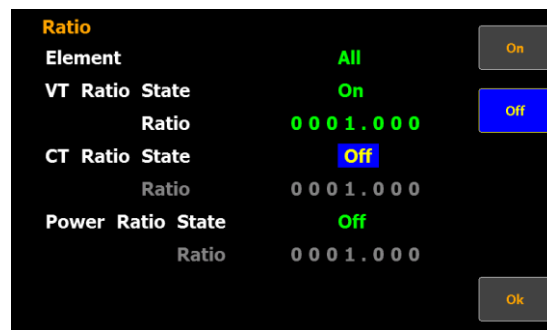 Ratio
Element All
VT Ratio State On
Ratio 0001.000
CT Ratio State Off
Ratio 0001.000
Power Ratio State Off
Ratio 0001.000
On
Off
Ok